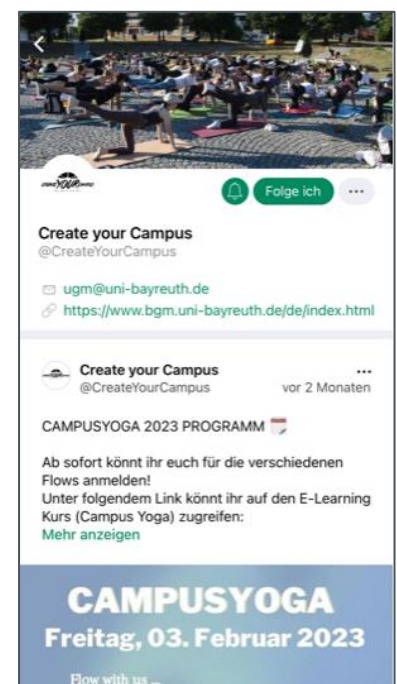 CREATE YOUR CAMPUS
Folge ich
Create your Campus
@CreateYourCampus
ugm@uni-bayreuth.de
https://www.bgm.uni-bayreuth.de/de/index.html
Create your Campus
@CreateYourCampus
vor 2 Monaten
CAMPUSYOGA 2023 PROGRAMM
Ab sofort könnt ihr euch für die verschiedenen
Flows anmelden!
Unter folgendem Link könnt ihr auf den E-Learning
Kurs (Campus Yoga) zugreifen:
Mehr anzeigen
CAMPUSYOGA
Freitag, 03. Februar 2023
Flow with us ...